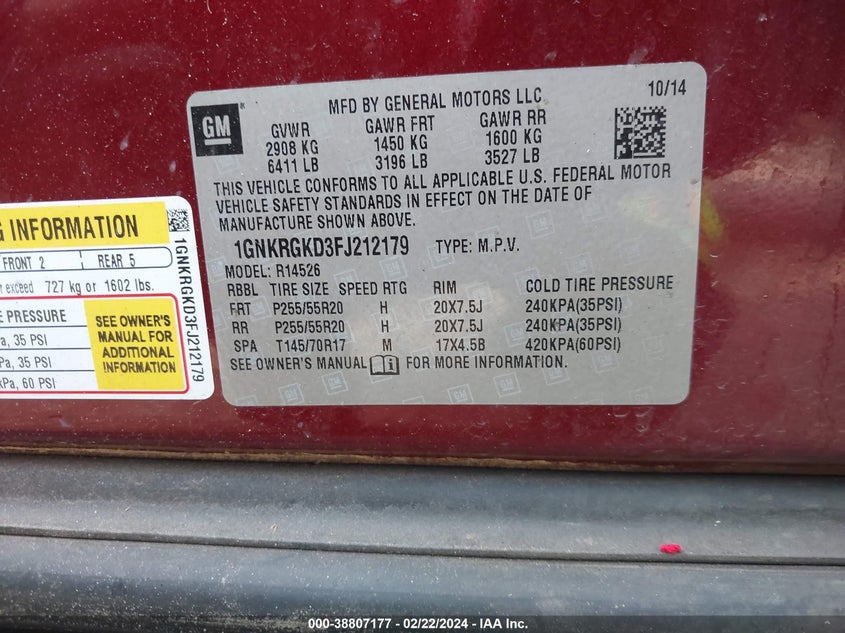 MFD BY GENERAL MOTORS LLC
10/14
GM
GVWR GAWR FRT GAWR RR
2908 KG 1450 KG 1600 KG
6411 LB 3196 LB 3527 LB
THIS VEHICLE CONFORMS TO ALL APPLICABLE U.S. FEDERAL MOTOR
VEHICLE SAFETY STANDARDS IN EFFECT ON THE DATE OF
MANUFACTURE SHOWN ABOVE.
1GNKRGKD3FJ212179 TYPE: M.P.V.
MODEL: R14526
RBBL TIRE SIZE SPEED RTG RIM COLD TIRE PRESSURE
FRT P255/55R20 H 20X7.5J 240KPA(35PSI)
RR P255/55R20 H 20X7.5J 240KPA(35PSI)
SPA T145/70R17 M 17X4.5B 420KPA(60PSI)
SEE OWNER'S MANUAL FOR MORE INFORMATION.
INFORMATION
FRONT 2 REAR 5
exceed 727 kg or 1602 lbs.
PRESSURE
35 PSI
35 PSI
kPa, 60 PSI
SEE OWNER'S
MANUAL FOR
ADDITIONAL
INFORMATION
1GNKRGKD3FJ212179
000-38807177 - 02/22/2024 - IAA Inc.